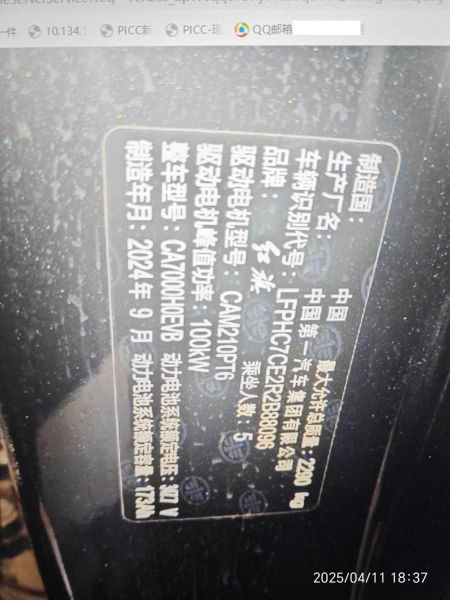 一件 10.134.1 PICC新 PICC-理 QQ邮箱
制造国：中国 最大允许总质量：2290 kg
生产厂名：中国第一汽车集团有限公司
车辆识别代号：LFPHC7CE2R2B88096
品牌：红旗 乘坐人数：5
驱动电机型号：CAM210PT6
驱动电机峰值功率：100kW
整车型号：CA7000H0EVB 动力电池系统额定电压：307 V
制造年月：2024年 9 月 动力电池系统额定容量：175Ah
2025/04/11 18:37